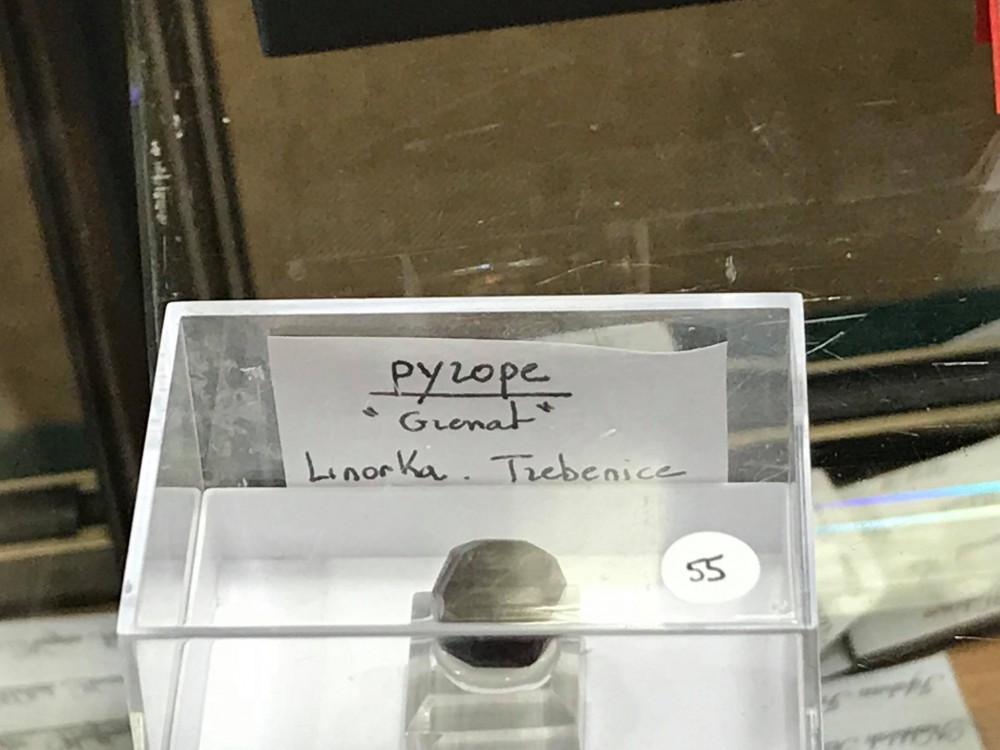 pyrope
"Grenat"
Linorka. Trebenice
55